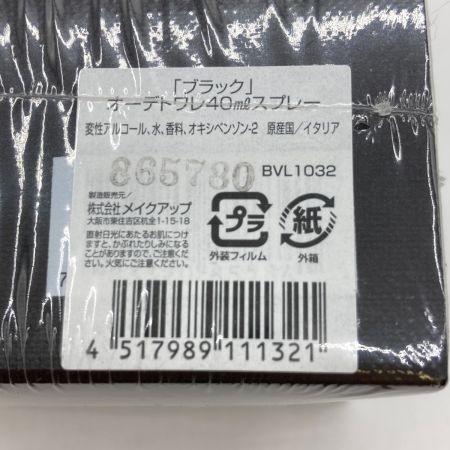 「ブラック」
オーデトワレ40mlスプレー
変性アルコール、水、香料、オキシベンゾン-2 原産国/イタリア
865780 BVL1032
製造販売元/
株式会社メイクアップ
大阪市東住吉区杭全1-15-18
直射日光にあたるお肌につけ
ますと、かぶれたりしみになる
ことがありますので、ご注意くだ
さい。火気にご注意ください。
プラ
外装フィルム
紙
外箱
4 517989 111321
7